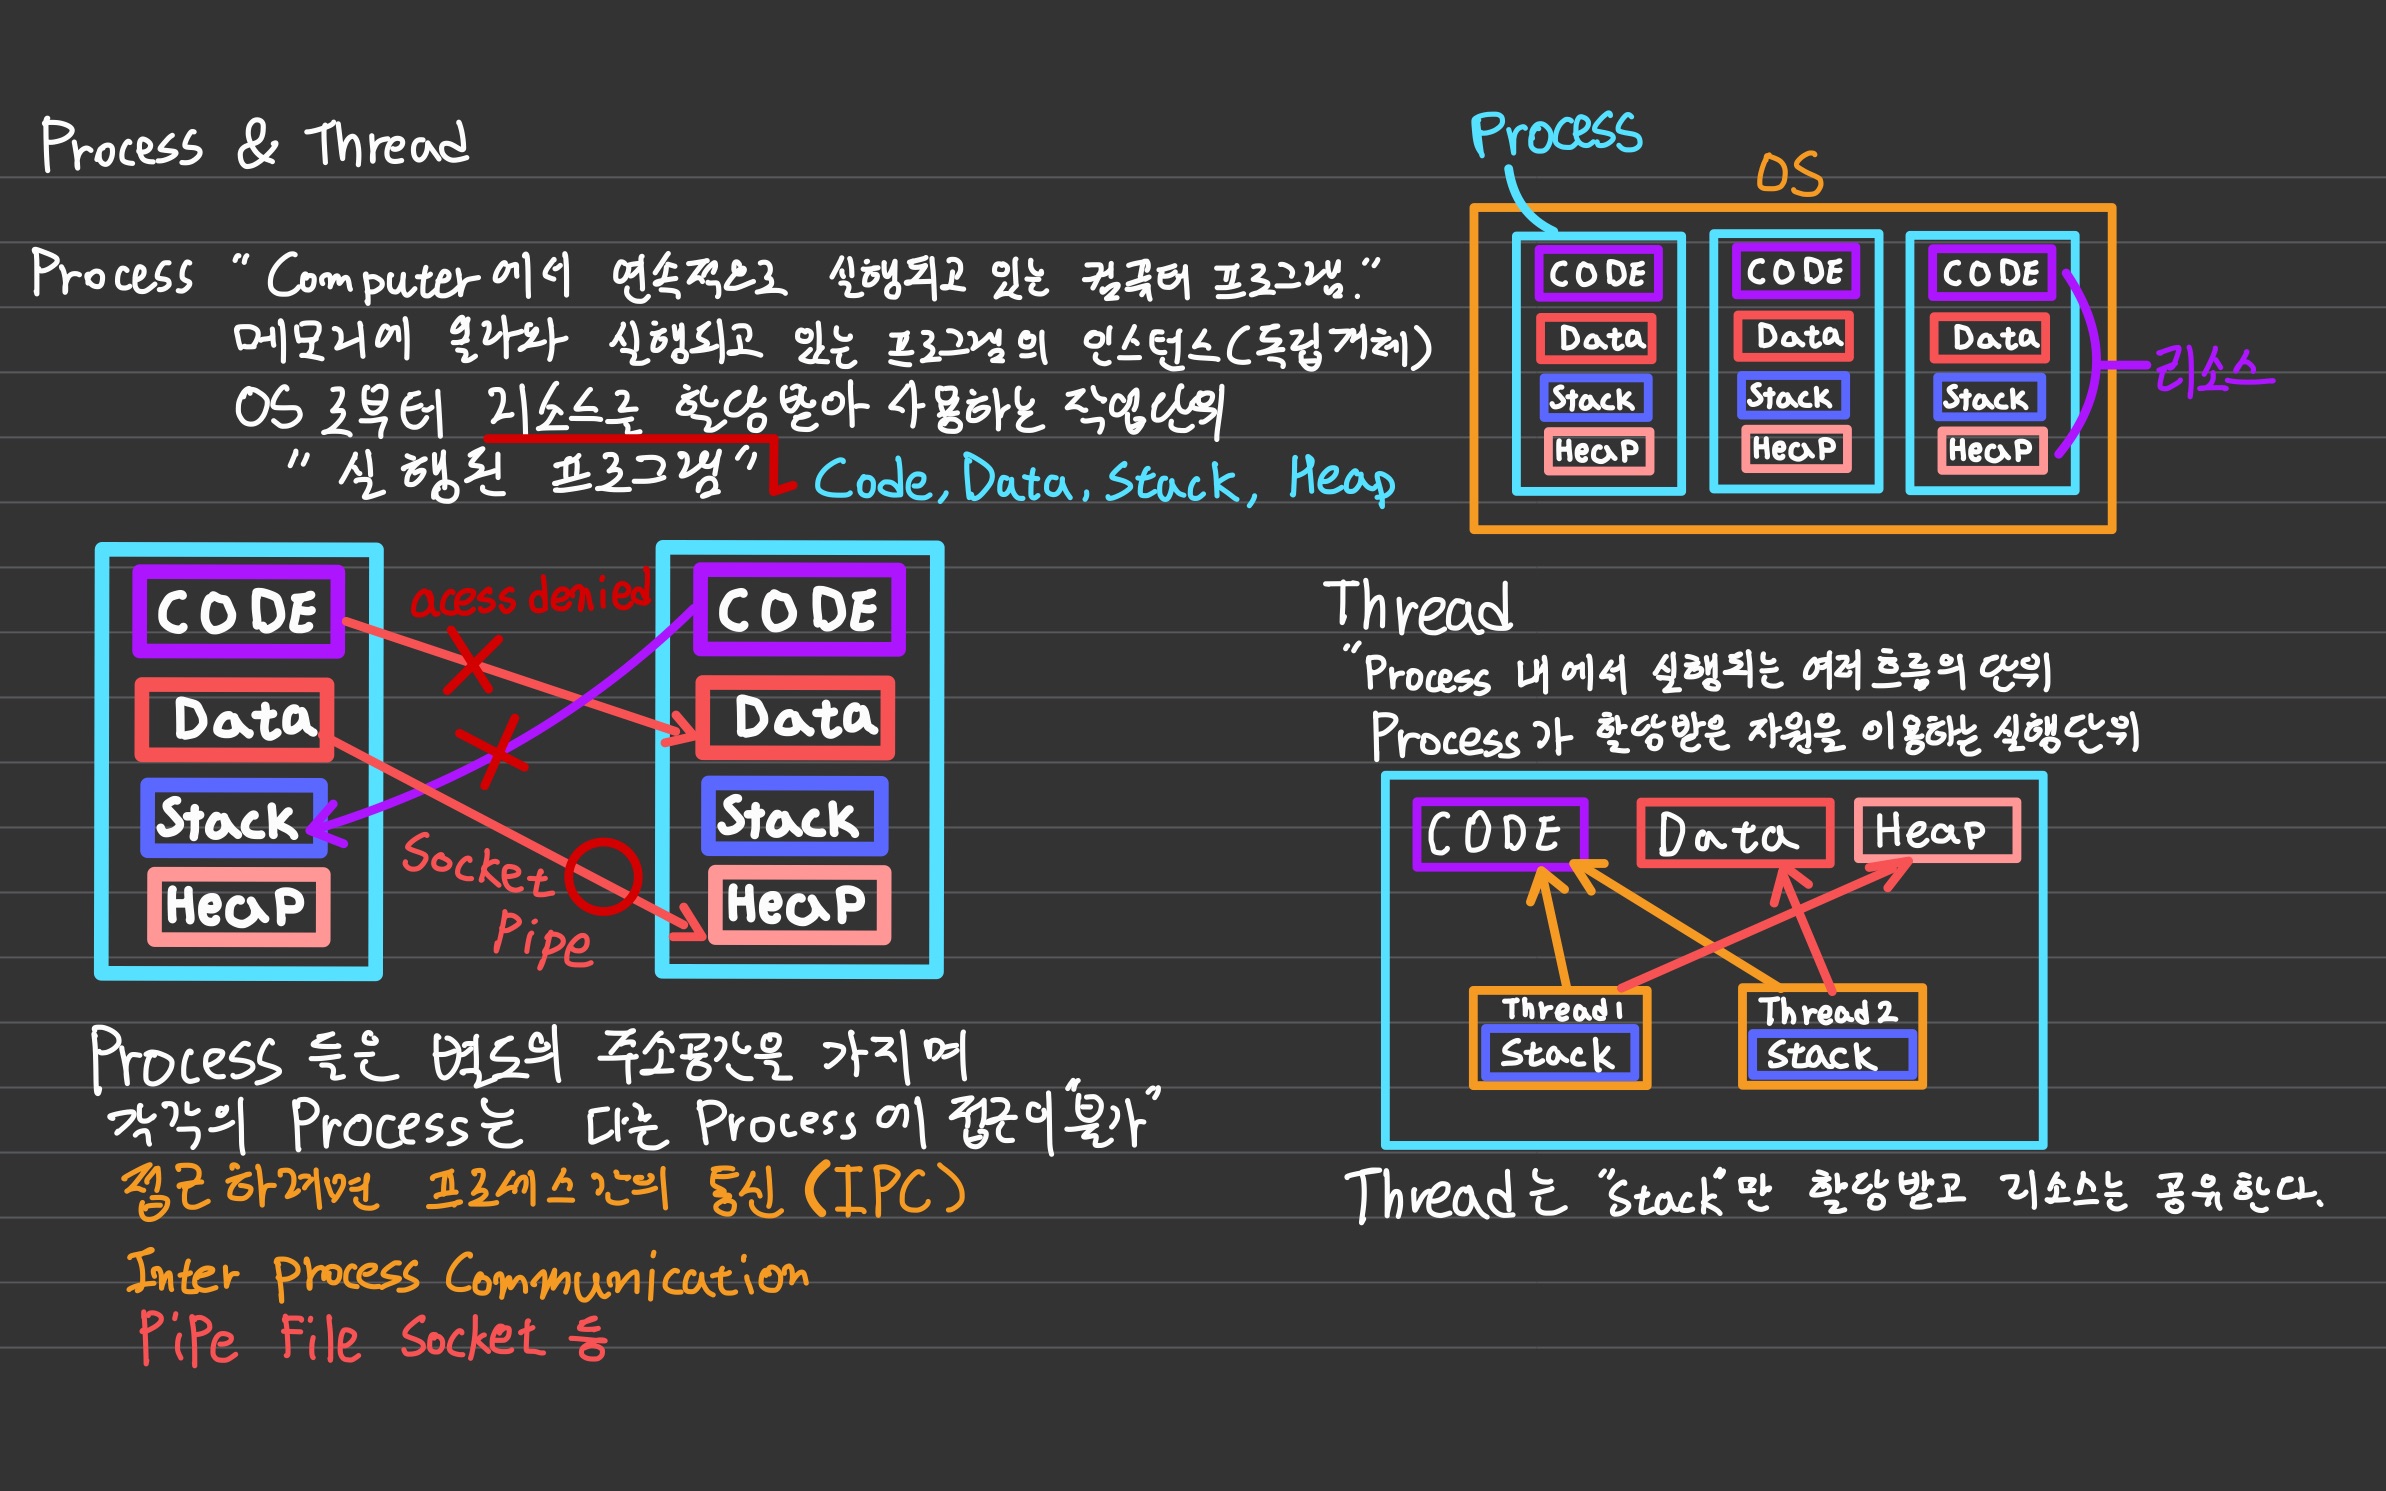 Process & Thread
Process "Computer 에서 연속적으로 실행되고 있는 컴퓨터 프로그램."
메모리에 올라와 실행되고 있는 프로그램의 인스턴스(독립개체)
OS로부터 리소스로 할당받아 사용하는 작업단위
"실행된 프로그램"
Code, Data, Stack, Heap
Process
OS
CODE
Data
Stack
Heap
CODE
Data
Stack
Heap
CODE
Data
Stack
Heap
리소스
CODE
Data
Stack
Heap
acess denied
Socket
Pipe
CODE
Data
Stack
Heap
Process 들은 별도의 주소공간을 가지며
각각의 Process는 다른 Process에 접근이"불가"
접근하려면 프로세스간의 통신(IPC)
Inter Process Communication
Pipe File Socket 등
Thread
"Process 내에서 실행되는 여러흐름의 단위
Process가 할당받은 자원을 이용하는 실행단위
CODE
Data
Heap
Thread1
Stack
Thread2
Stack
Thread는 "Stack"만 할당받고 리소스는 공유한다.